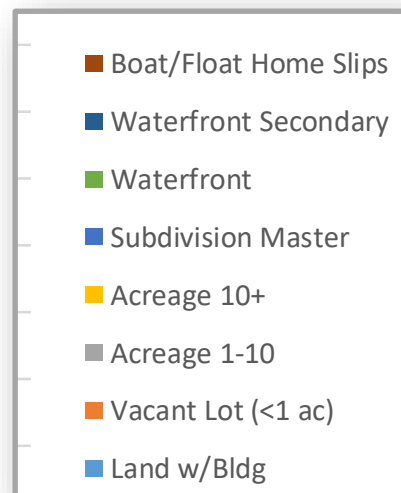 Boat/Float Home Slips
Waterfront Secondary
Waterfront
Subdivision Master
Acreage 10+
Acreage 1-10
Vacant Lot (<1 ac)
Land w/Bldg